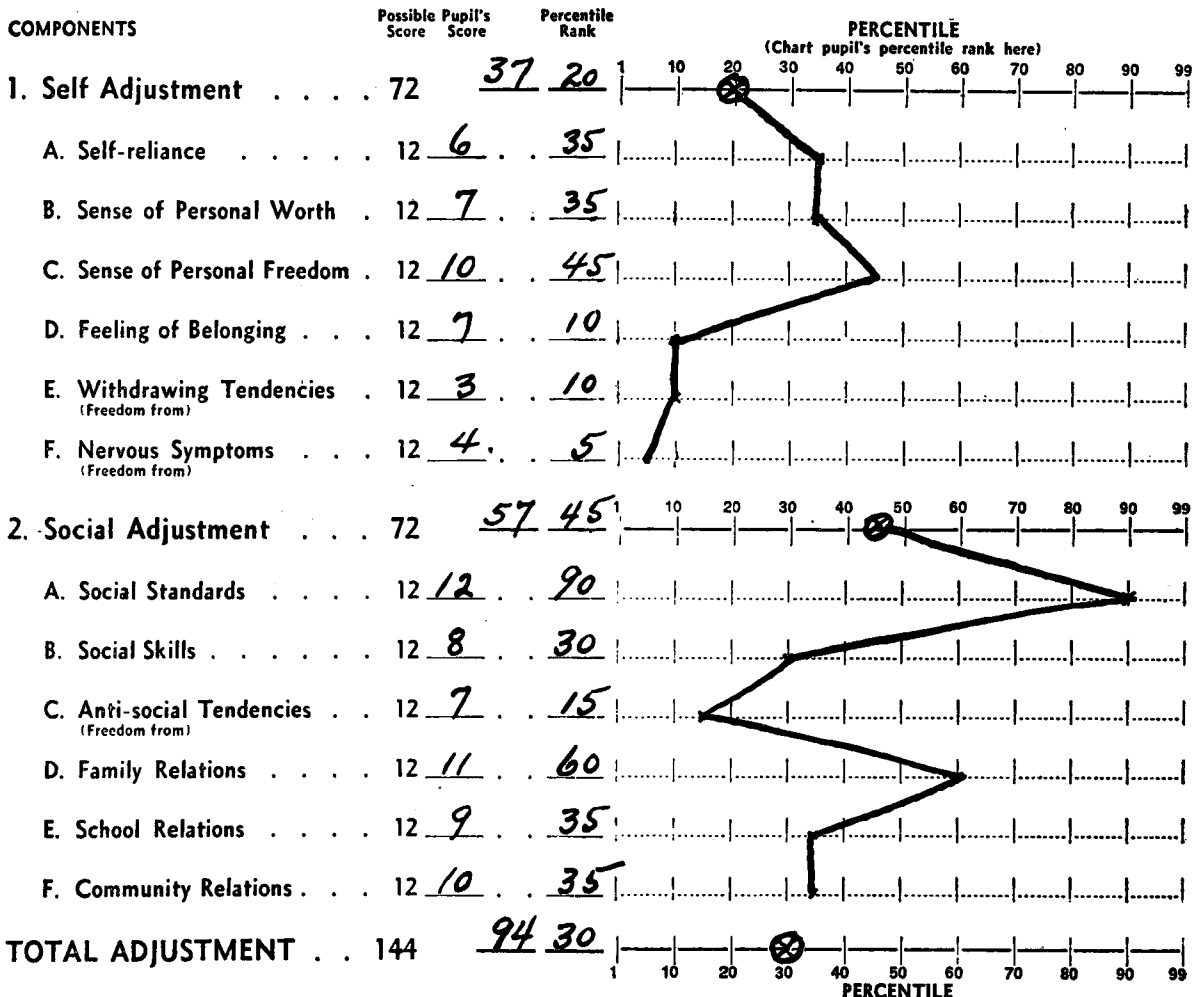 Possible Pupil's Percentile
COMPONENTS Score Score Rank PERCENTILE
(Chart pupil's percentile rank here)
1 10 20 30 40 50 60 70 80 90 99
1. Self Adjustment . . . . 72 37 20
A. Self-reliance . . . . . 12 6 . . 35
B. Sense of Personal Worth . 12 7 . . 35
C. Sense of Personal Freedom . 12 10 . . 45
D. Feeling of Belonging . . . 12 7 . . 10
E. Withdrawing Tendencies . 12 3 . . 10
(Freedom from)
F. Nervous Symptoms . . . 12 4 . . 5
(Freedom from)
1 10 20 30 40 50 60 70 80 90 99
2. Social Adjustment . . . 72 57 45
A. Social Standards . . . . 12 12 . . 90
B. Social Skills . . . . . . 12 8 . . 30
C. Anti-social Tendencies . . 12 7 . . 15
(Freedom from)
D. Family Relations . . . . 12 11 . . 60
E. School Relations . . . . 12 9 . . 35
F. Community Relations . . . 12 10 . . 35
TOTAL ADJUSTMENT . . 144 94 30
1 10 20 30 40 50 60 70 80 90 99
PERCENTILE